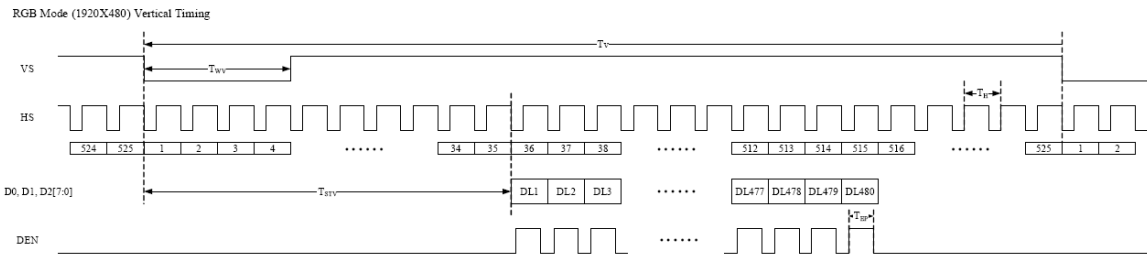 RGB Mode (1920X480) Vertical Timing
Tv
VS
Twv
HS
TH
524 525 1 2 3 4 ...... 34 35 36 37 38 ...... 512 513 514 515 516 ...... 525 1 2
D0, D1, D2[7:0] TSTV DL1 DL2 DL3 ...... DL477 DL478 DL479 DL480
THP
DEN ......